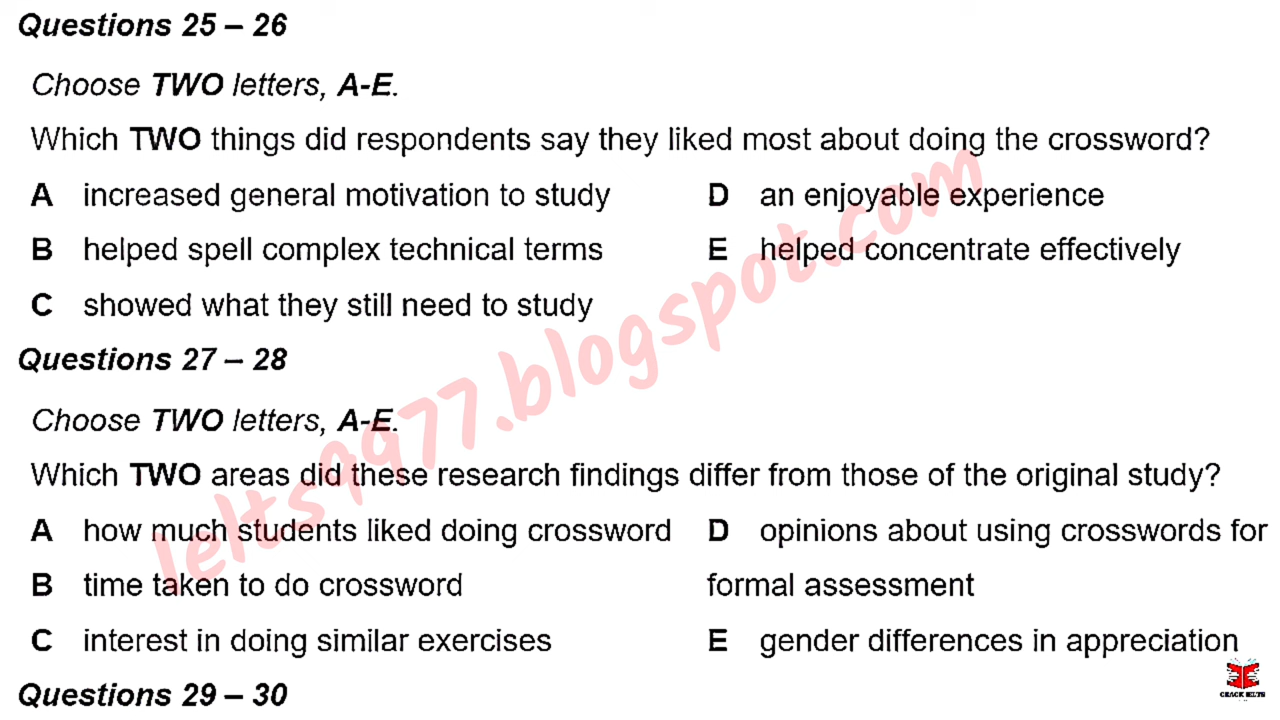 Questions 25 – 26
Choose TWO letters, A-E.
Which TWO things did respondents say they liked most about doing the crossword?
A increased general motivation to study
B helped spell complex technical terms
C showed what they still need to study
D an enjoyable experience
E helped concentrate effectively
Questions 27 – 28
Choose TWO letters, A-E.
Which TWO areas did these research findings differ from those of the original study?
A how much students liked doing crossword
B time taken to do crossword
C interest in doing similar exercises
D opinions about using crosswords for
formal assessment
E gender differences in appreciation
Questions 29 – 30
Ielts9977.blogspot.com
CRACK IELTS